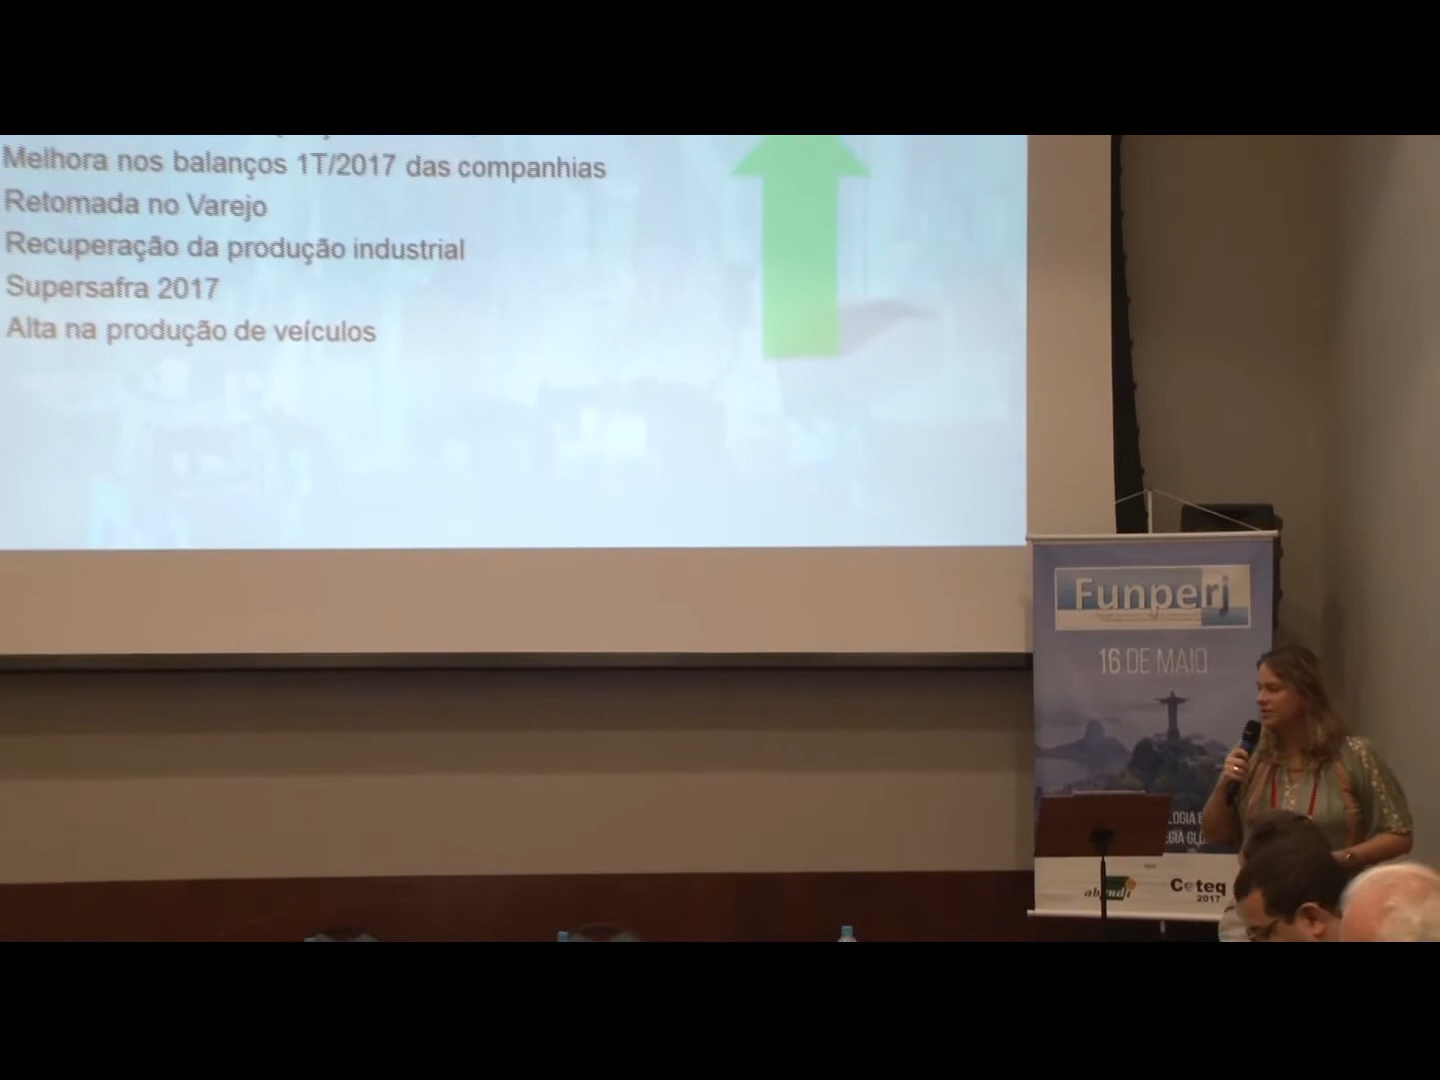 Melhora nos balanços 1T/2017 das companhias
Retomada no Varejo
Recuperação da produção industrial
Supersafra 2017
Alta na produção de veículos
Funperj
16 DE MAIO
abendi
Coteq
2017